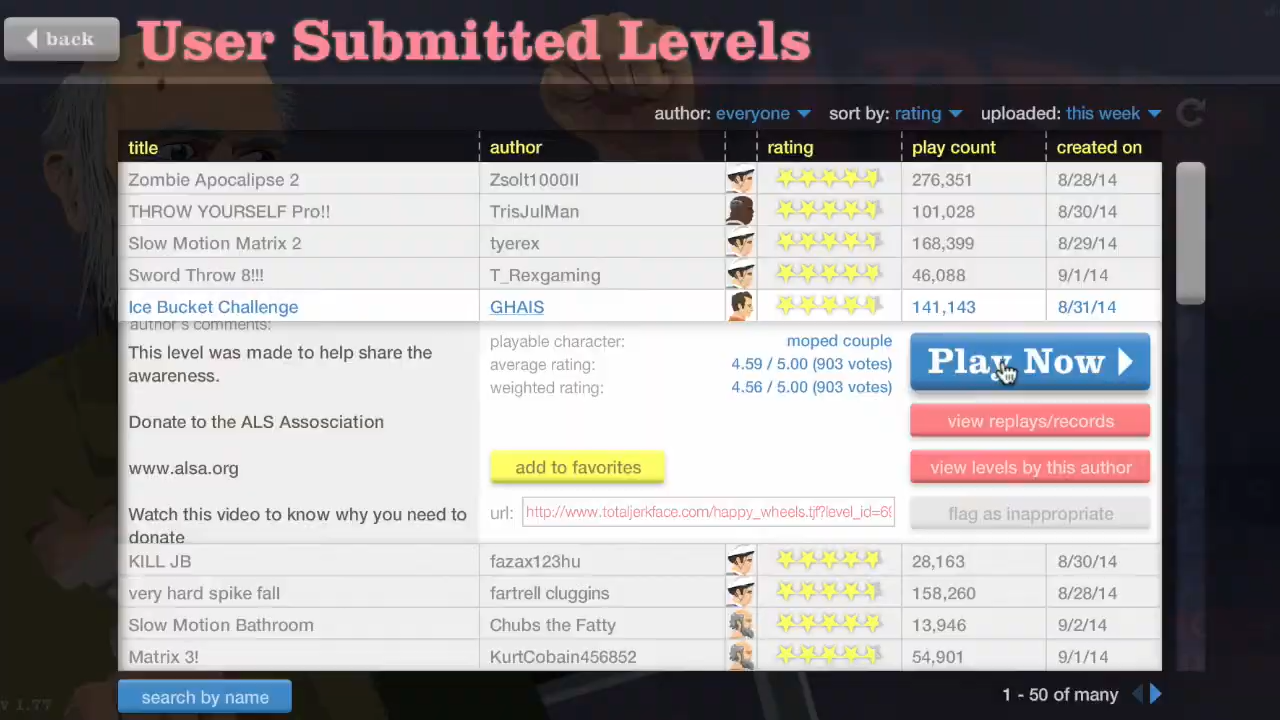 back
User Submitted Levels
author: everyone sort by: rating uploaded: this week
title author rating play count created on
Zombie Apocalipse 2 Zsolt1000II 276,351 8/28/14
THROW YOURSELF Pro!! TrisJulMan 101,028 8/30/14
Slow Motion Matrix 2 tyerex 168,399 8/29/14
Sword Throw 8!!! T_Rexgaming 46,088 9/1/14
Ice Bucket Challenge GHAIS 141,143 8/31/14
author's comments:
This level was made to help share the
awareness.
Donate to the ALS Assosciation
www.alsa.org
Watch this video to know why you need to
donate
playable character: moped couple
average rating: 4.59 / 5.00 (903 votes)
weighted rating: 4.56 / 5.00 (903 votes)
add to favorites
url: http://www.totaljerkface.com/happy_wheels.tjf?level_id=6
Play Now
view replays/records
view levels by this author
flag as inappropriate
KILL JB fazax123hu 28,163 8/30/14
very hard spike fall fartrell cluggins 158,260 8/28/14
Slow Motion Bathroom Chubs the Fatty 13,946 9/2/14
Matrix 3! KurtCobain456852 54,901 9/1/14
search by name
1 - 50 of many
v 1.77